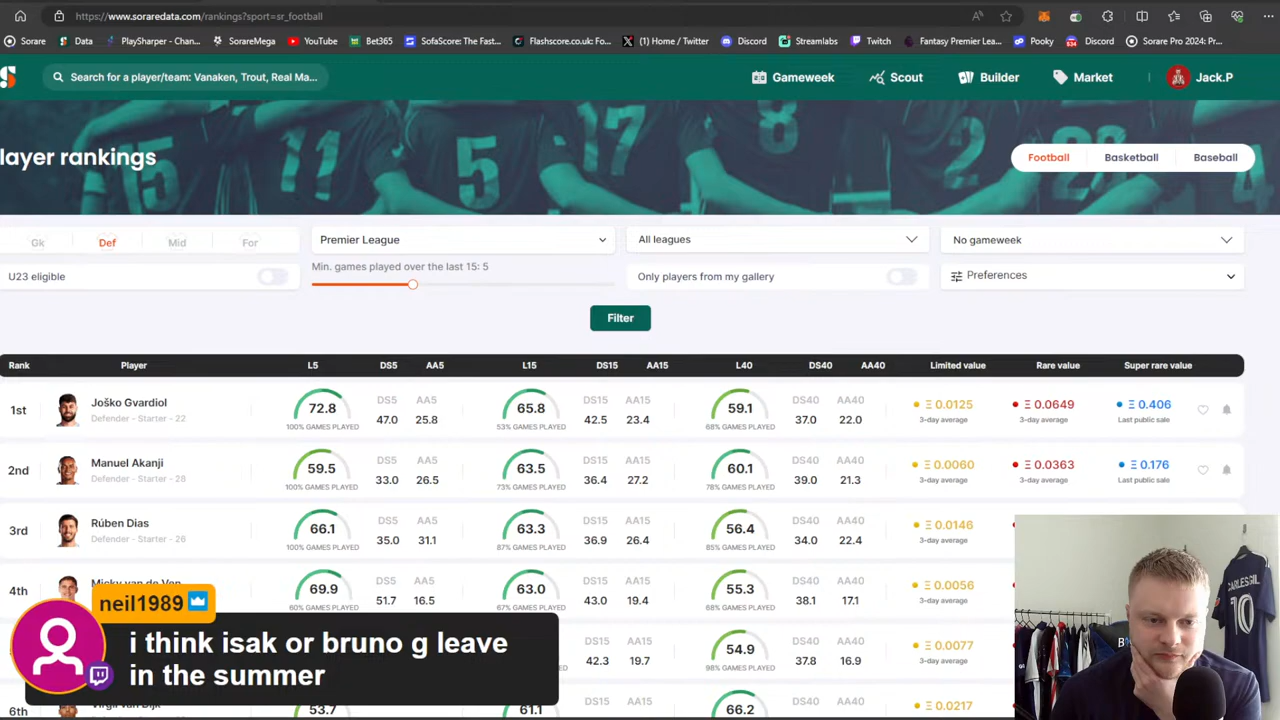 https://www.soraredata.com/rankings?sport=sr_football
Sorare Data PlaySharper - Chan... SorareMega YouTube Bet365 SofaScore: The Fast... Flashscore.co.uk: Fo... (1) Home / Twitter Discord Streamlabs Twitch Fantasy Premier Lea... Pooky Discord Sorare Pro 2024: Pr...
Search for a player/team: Vanaken, Trout, Real Ma... Gameweek Scout Builder Market Jack.P
layer rankings
Football Basketball Baseball
Gk Def Mid For Premier League All leagues No gameweek
U23 eligible Min. games played over the last 15: 5 Only players from my gallery Preferences
Filter
Rank Player L5 DS5 AA5 L15 DS15 AA15 L40 DS40 AA40 Limited value Rare value Super rare value
1st Joško Gvardiol 72.8 DS5 AA5 65.8 DS15 AA15 59.1 DS40 AA40 Ξ 0.0125 Ξ 0.0649 Ξ 0.406
Defender - Starter - 22 100% GAMES PLAYED 47.0 25.8 53% GAMES PLAYED 42.5 23.4 68% GAMES PLAYED 37.0 22.0 3-day average 3-day average Last public sale
2nd Manuel Akanji 59.5 DS5 AA5 63.5 DS15 AA15 60.1 DS40 AA40 Ξ 0.0060 Ξ 0.0363 Ξ 0.176
Defender - Starter - 28 100% GAMES PLAYED 33.0 26.5 73% GAMES PLAYED 36.4 27.2 78% GAMES PLAYED 39.0 21.3 3-day average 3-day average Last public sale
3rd Rúben Dias 66.1 DS5 AA5 63.3 DS15 AA15 56.4 DS40 AA40 Ξ 0.0146
Defender - Starter - 26 100% GAMES PLAYED 35.0 31.1 87% GAMES PLAYED 36.9 26.4 85% GAMES PLAYED 34.0 22.4 3-day average
4th Micky van de Ven 69.9 DS5 AA5 63.0 DS15 AA15 55.3 DS40 AA40 Ξ 0.0056
60% GAMES PLAYED 51.7 16.5 67% GAMES PLAYED 43.0 19.4 68% GAMES PLAYED 38.1 17.1 3-day average
neil1989
i think isak or bruno g leave
in the summer
DS15 AA15 54.9 DS40 AA40 Ξ 0.0077
42.3 19.7 98% GAMES PLAYED 37.8 16.9 3-day average
6th Virgil van Dijk 53.7 61.1 DS15 AA15 66.2 DS40 AA40 Ξ 0.0217
CARLES GIL
10